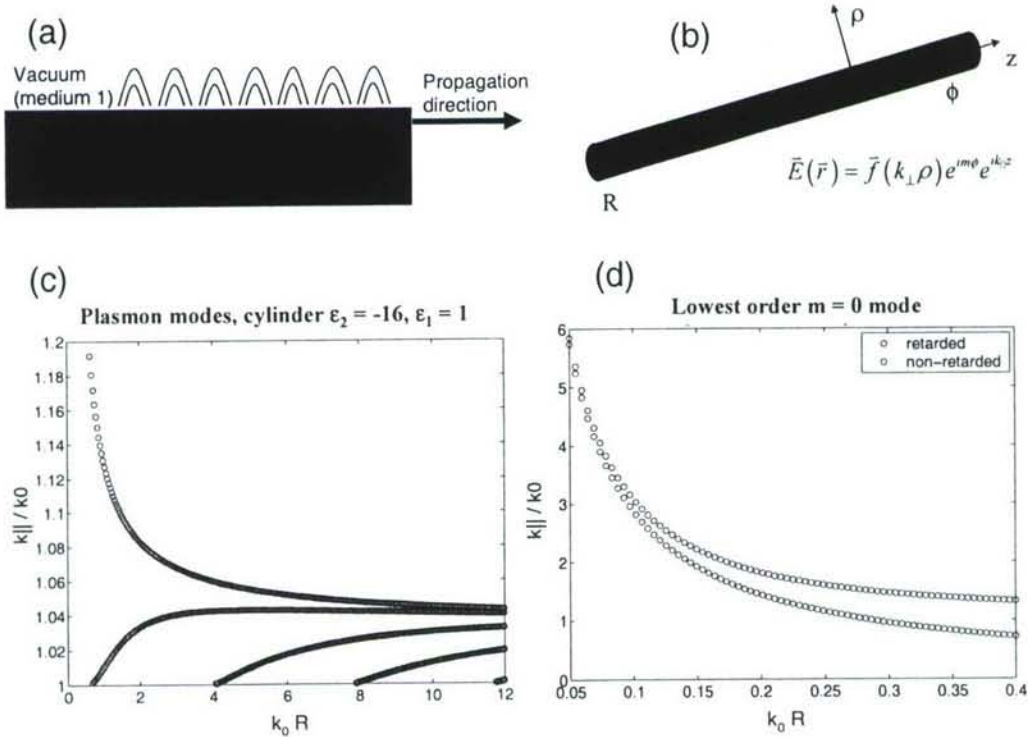 (a)
Vacuum
(medium 1)
Propagation
direction
(b)
ρ
z
ϕ
R
E⃗(r⃗) = f⃗(k⊥ρ)e^{imϕ}e^{ik∥z}
(c)
Plasmon modes, cylinder ε₂ = -16, ε₁ = 1
1.2
1.18
1.16
1.14
1.12
1.1
1.08
1.06
1.04
1.02
1
k|| / k0
0 2 4 6 8 10 12
k₀ R
(d)
Lowest order m = 0 mode
retarded
non-retarded
6
5
4
3
2
1
0
k|| / k0
0.05 0.1 0.15 0.2 0.25 0.3 0.35 0.4
k₀ R